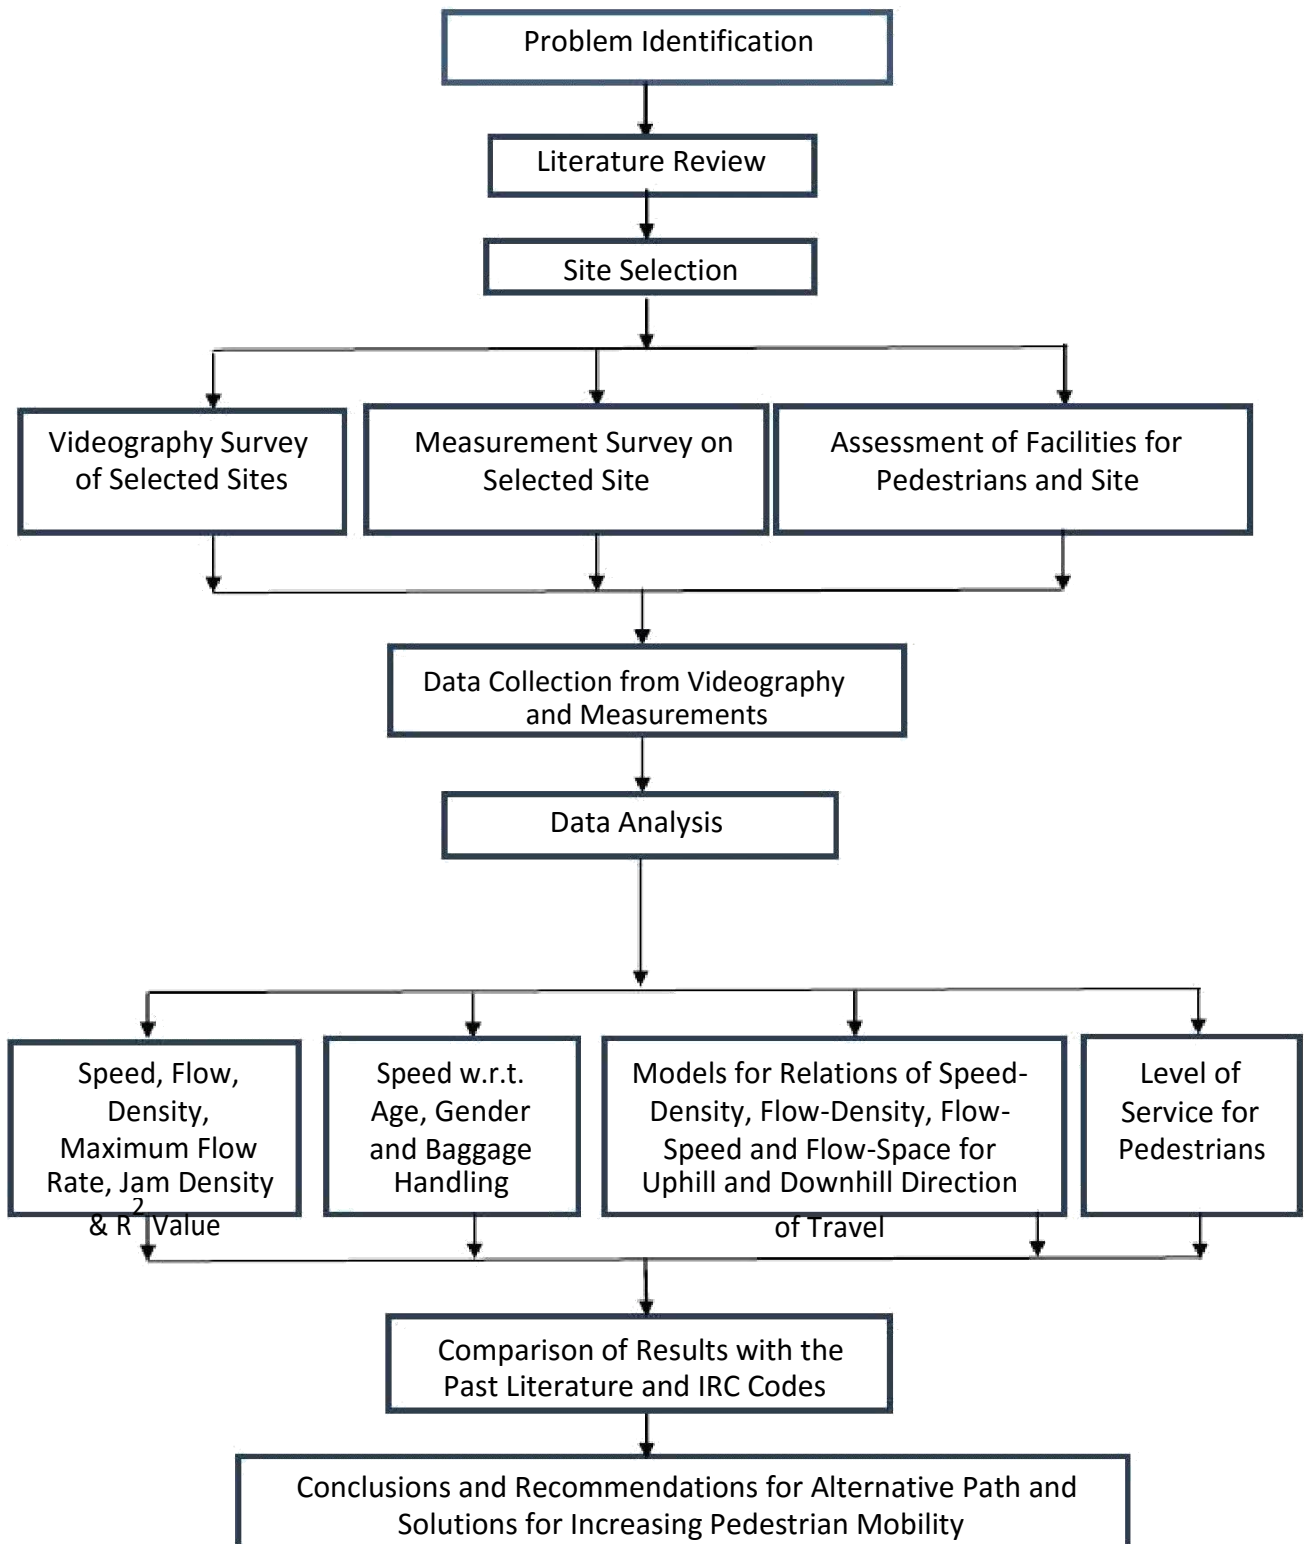 Problem Identification
Literature Review
Site Selection
Videography Survey
of Selected Sites
Measurement Survey on
Selected Site
Assessment of Facilities for
Pedestrians and Site
Data Collection from Videography
and Measurements
Data Analysis
Speed, Flow,
Density,
Maximum Flow
Rate, Jam Density
& R2 Value
Speed w.r.t.
Age, Gender
and Baggage
Handling
Models for Relations of Speed-
Density, Flow-Density, Flow-
Speed and Flow-Space for
Uphill and Downhill Direction
of Travel
Level of
Service for
Pedestrians
Comparison of Results with the
Past Literature and IRC Codes
Conclusions and Recommendations for Alternative Path and
Solutions for Increasing Pedestrian Mobility